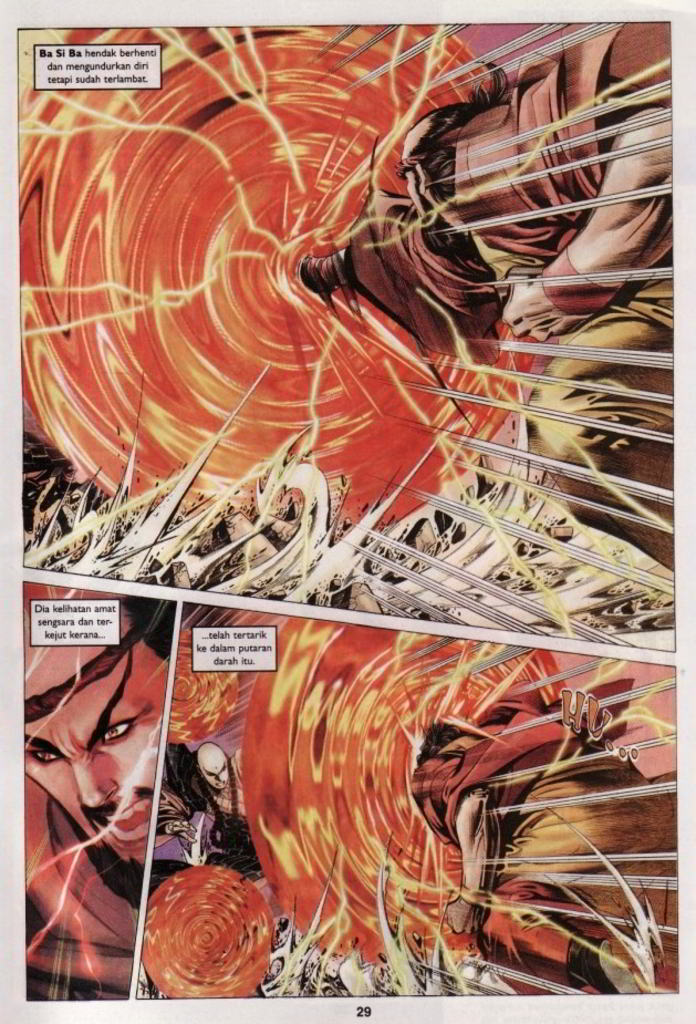 Ba Si Ba hendak berhenti
dan mengundurkan diri
tetapi sudah terlambat.
Dia kelihatan amat
sengsara dan ter-
kejut kerana...
...telah tertarik
ke dalam putaran
darah itu.
HU...
29